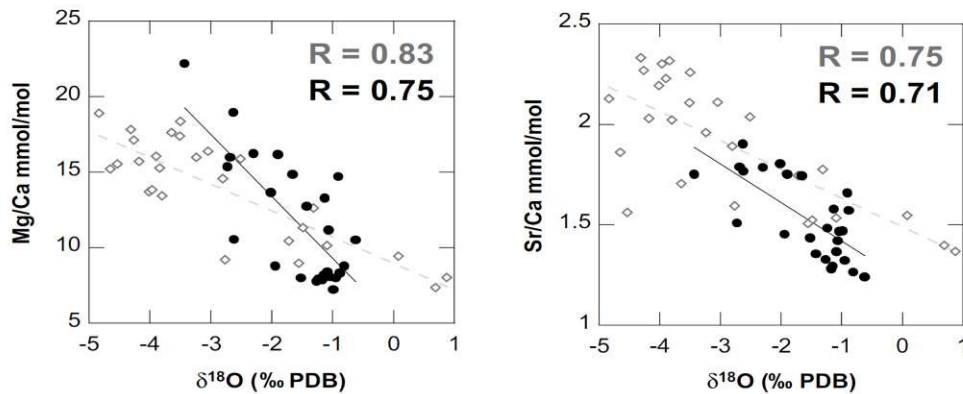 25
20
15
10
5
Mg/Ca mmol/mol
R = 0.83
R = 0.75
-5 -4 -3 -2 -1 0 1
δ¹⁸O (‰ PDB)
2.5
2
1.5
1
Sr/Ca mmol/mol
R = 0.75
R = 0.71
-5 -4 -3 -2 -1 0 1
δ¹⁸O (‰ PDB)